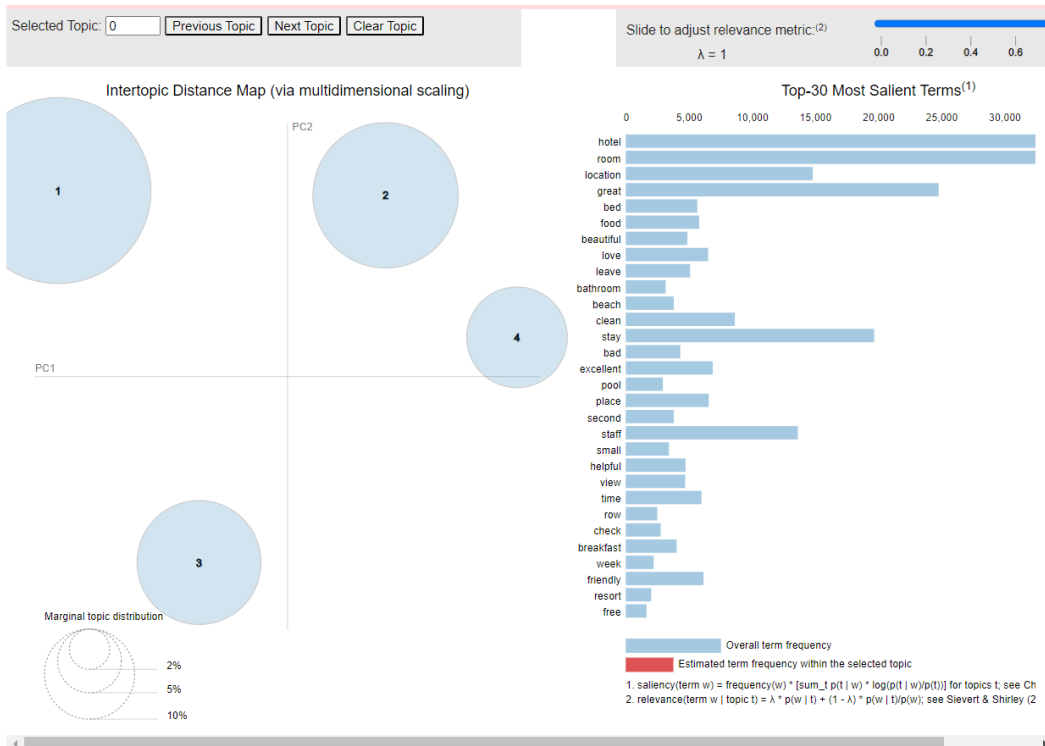 Selected Topic: 0 Previous Topic Next Topic Clear Topic
Slide to adjust relevance metric:(2)
λ = 1
0.0 0.2 0.4 0.6
Intertopic Distance Map (via multidimensional scaling)
PC2
PC1
1
2
4
3
Marginal topic distribution
2%
5%
10%
Top-30 Most Salient Terms(1)
0 5,000 10,000 15,000 20,000 25,000 30,000
hotel
room
location
great
bed
food
beautiful
love
leave
bathroom
beach
clean
stay
bad
excellent
pool
place
second
staff
small
helpful
view
time
row
check
breakfast
week
friendly
resort
free
Overall term frequency
Estimated term frequency within the selected topic
1. saliency(term w) = frequency(w) * [sum_t p(t | w) * log(p(t | w)/p(t))] for topics t; see Ch
2. relevance(term w | topic t) = λ * p(w | t) + (1 - λ) * p(w | t)/p(w); see Sievert & Shirley (2